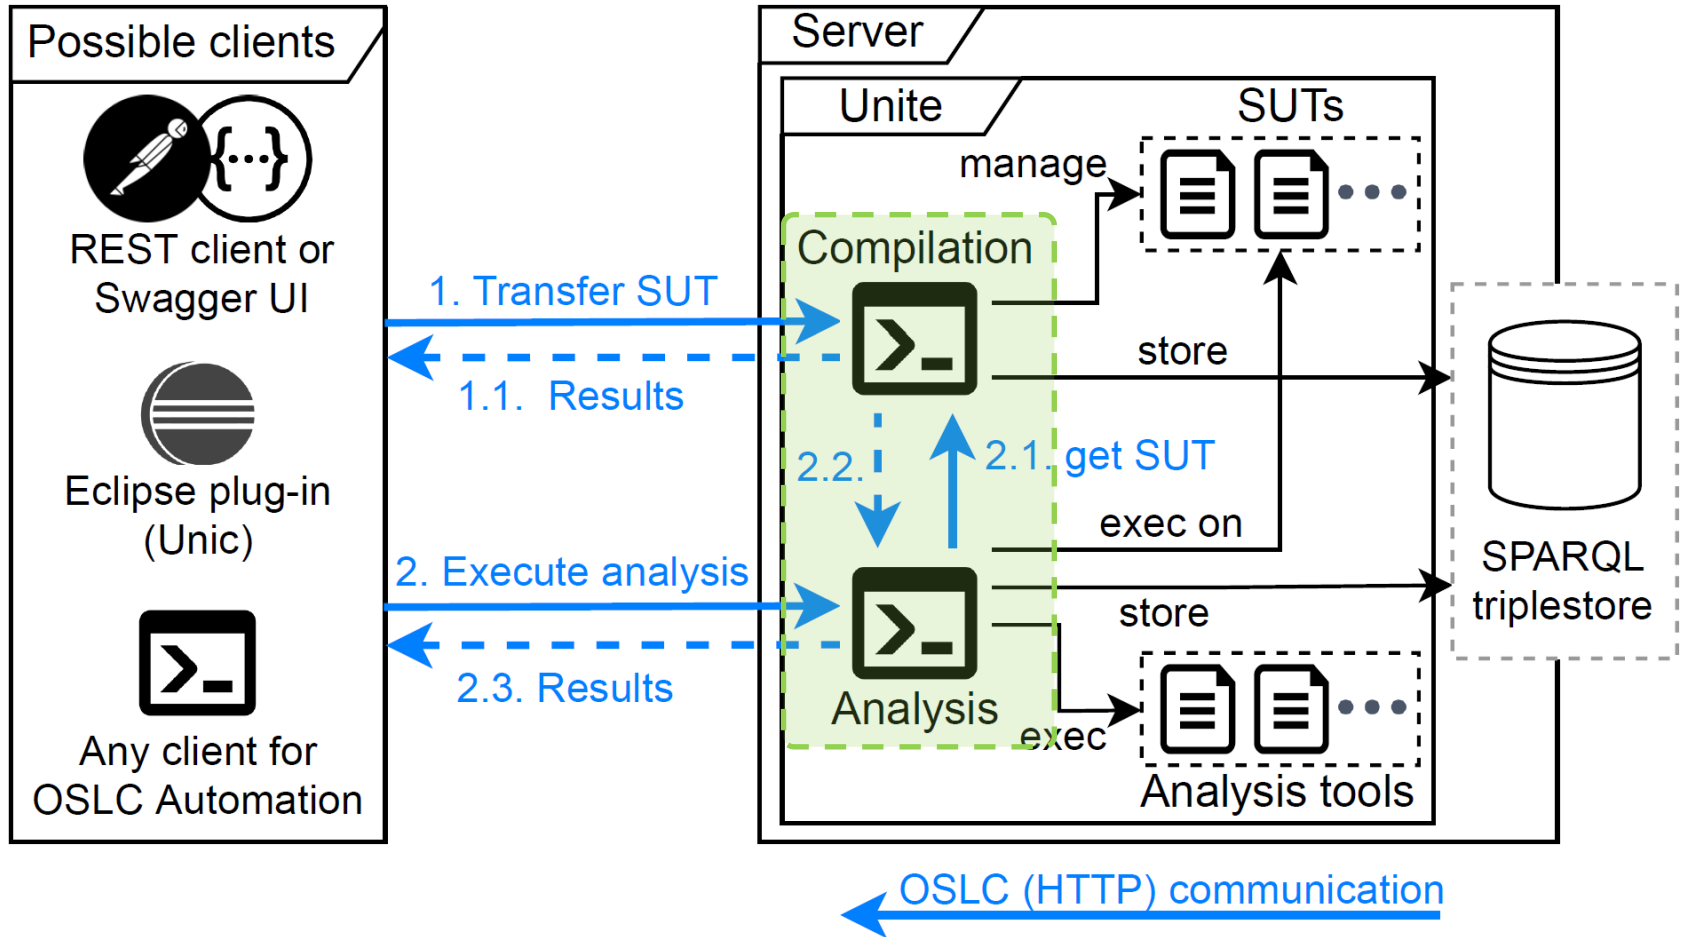 Possible clients
REST client or
Swagger UI
Eclipse plug-in
(Unic)
Any client for
OSLC Automation
1. Transfer SUT
1.1. Results
2. Execute analysis
2.3. Results
Server
Unite
SUTs
manage
Compilation
store
2.2.
2.1. get SUT
exec on
store
Analysis
exec
Analysis tools
SPARQL
triplestore
OSLC (HTTP) communication